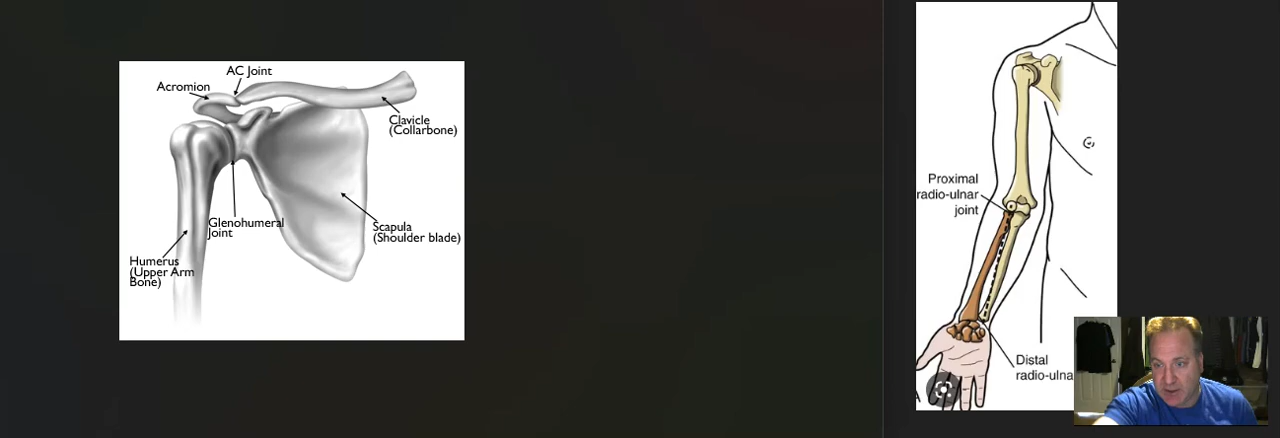 AC Joint
Acromion
Clavicle
(Collarbone)
Glenohumeral
Joint
Scapula
(Shoulder blade)
Humerus
(Upper Arm
Bone)
Proximal
radio-ulnar
joint
Distal
radio-ulna